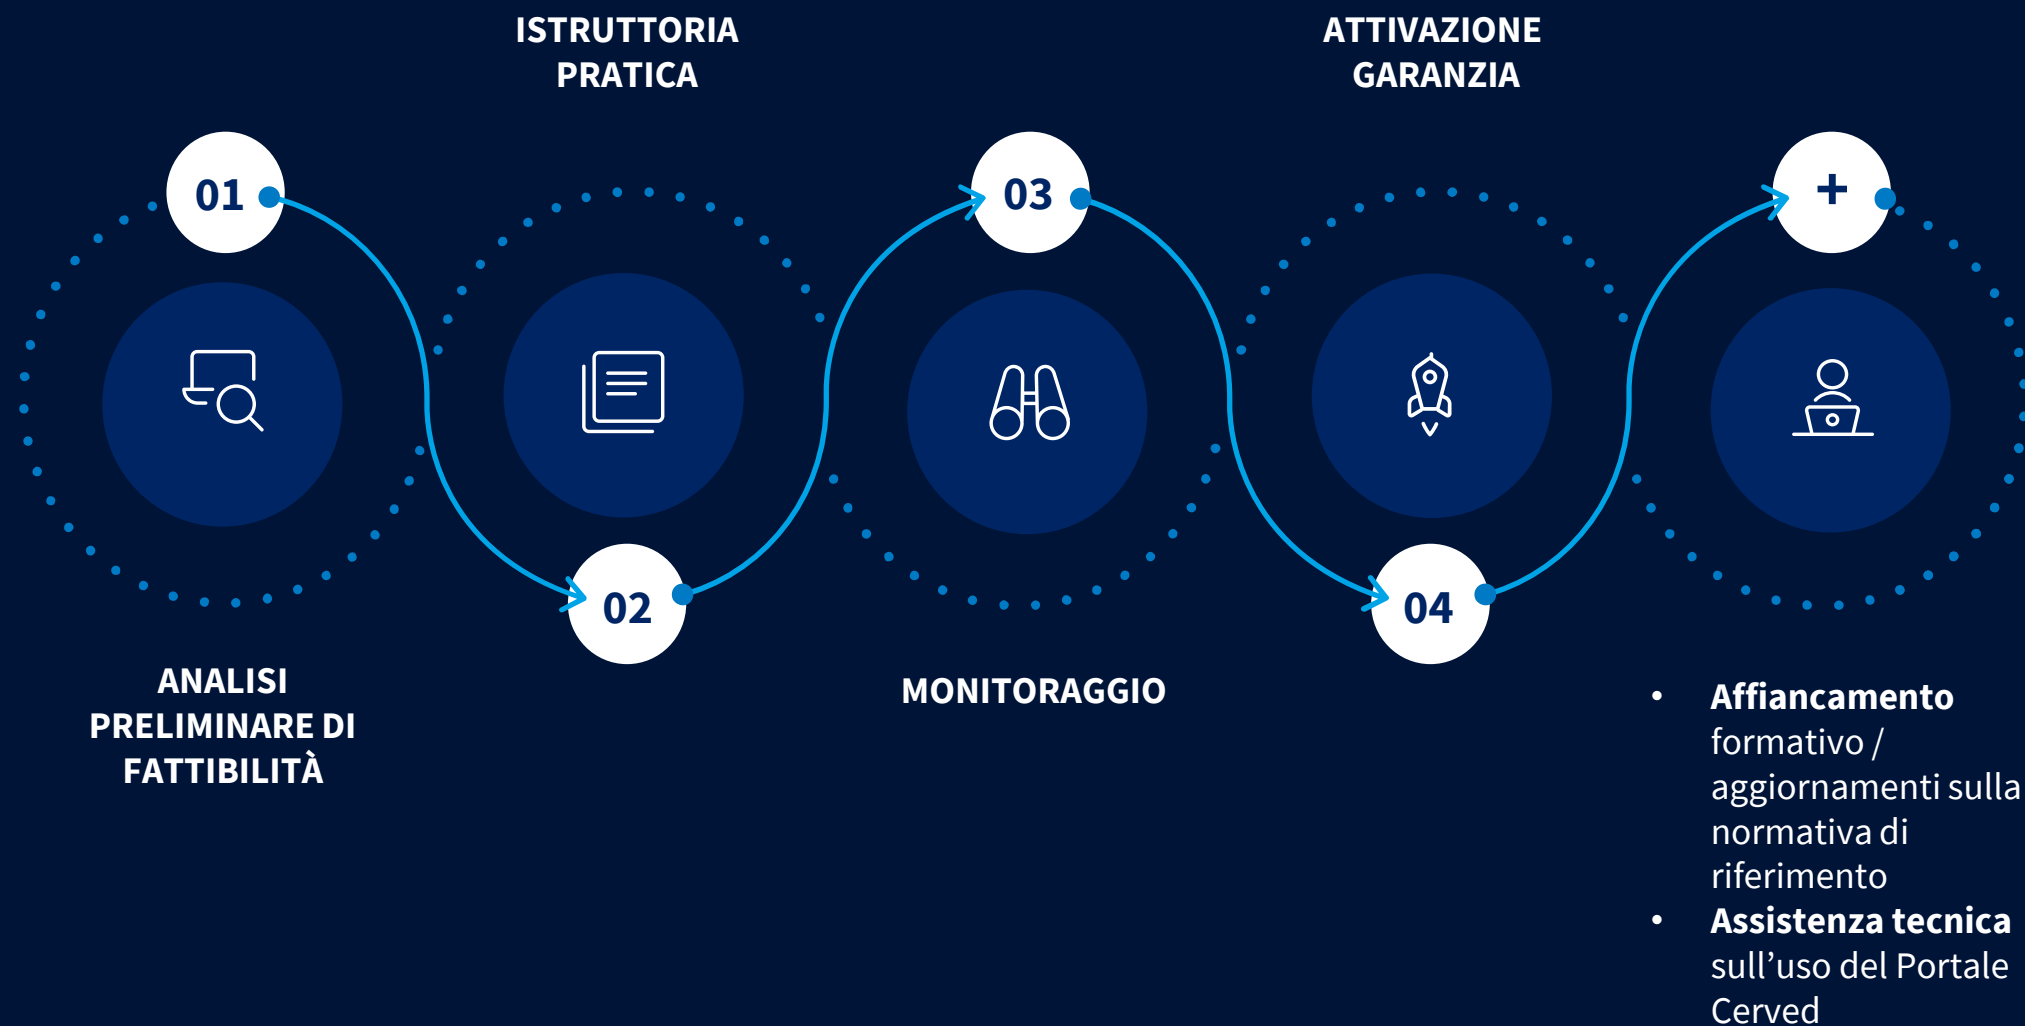 ISTRUTTORIA
PRATICA
ATTIVAZIONE
GARANZIA
01
03
+
02
04
ANALISI
PRELIMINARE DI
FATTIBILITÀ
MONITORAGGIO
• Affiancamento
formativo /
aggiornamenti sulla
normativa di
riferimento
• Assistenza tecnica
sull’uso del Portale
Cerved